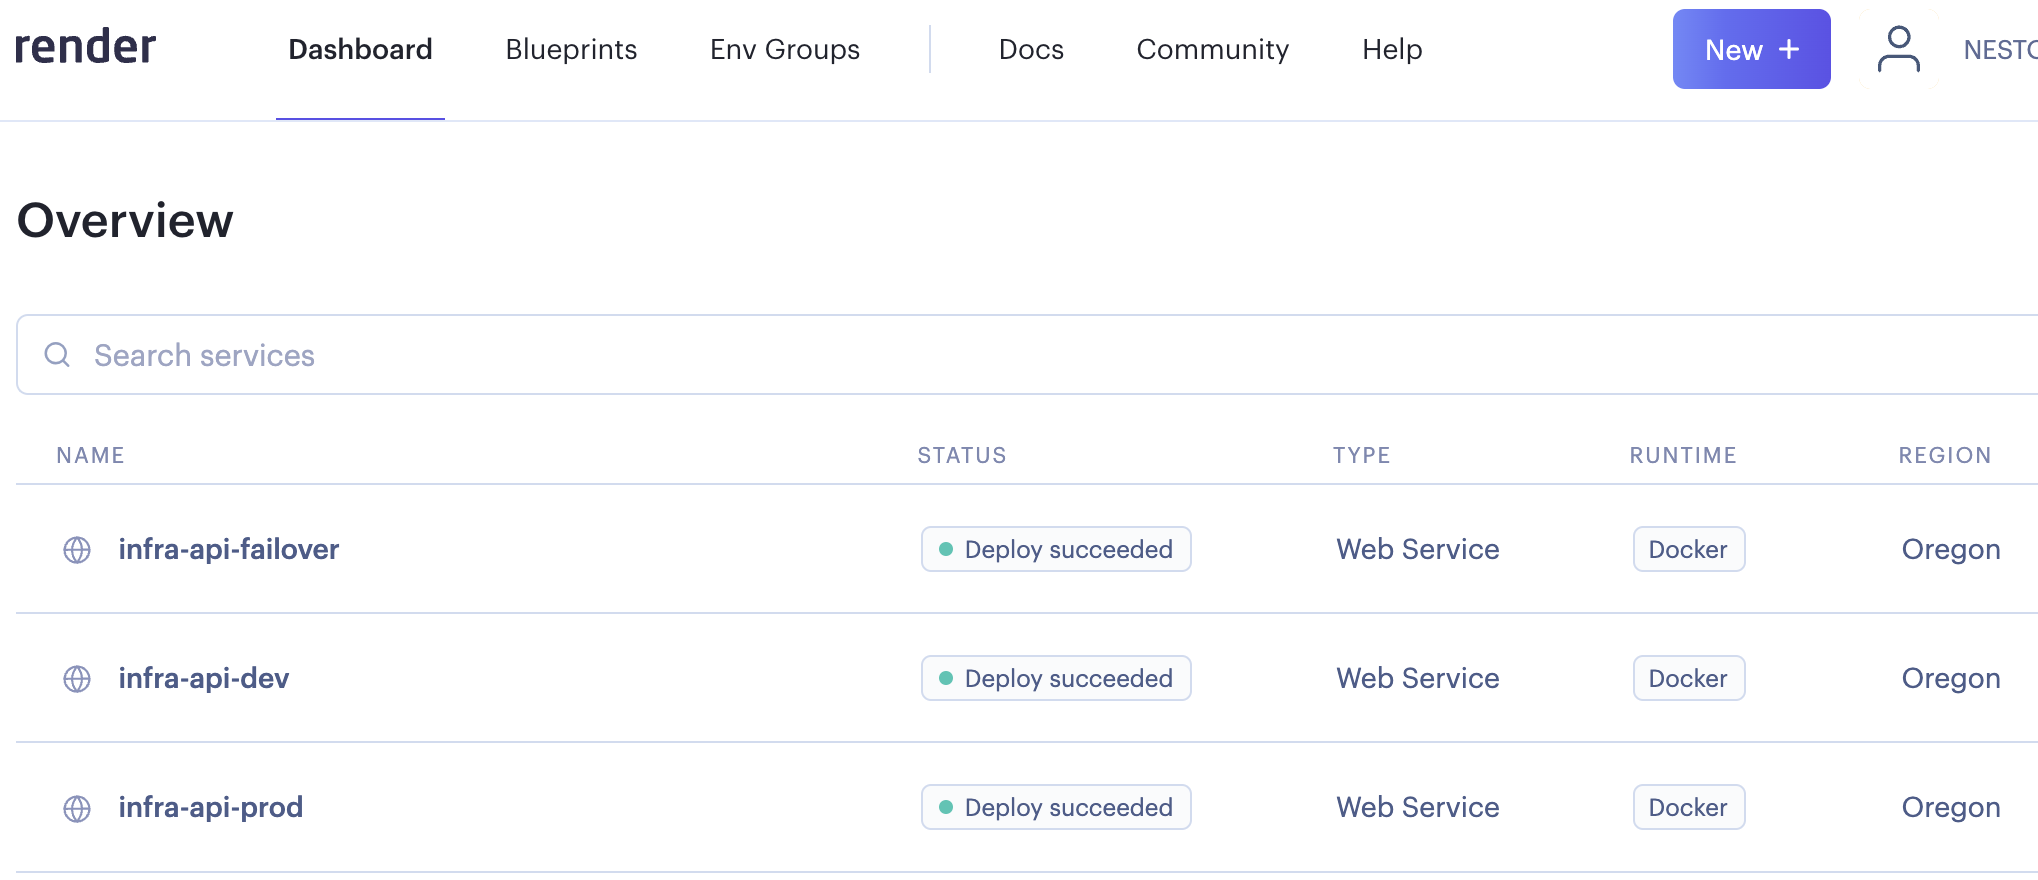 render Dashboard Blueprints Env Groups Docs Community Help New +
Overview
Search services
NAME STATUS TYPE RUNTIME REGION
infra-api-failover Deploy succeeded Web Service Docker Oregon
infra-api-dev Deploy succeeded Web Service Docker Oregon
infra-api-prod Deploy succeeded Web Service Docker Oregon